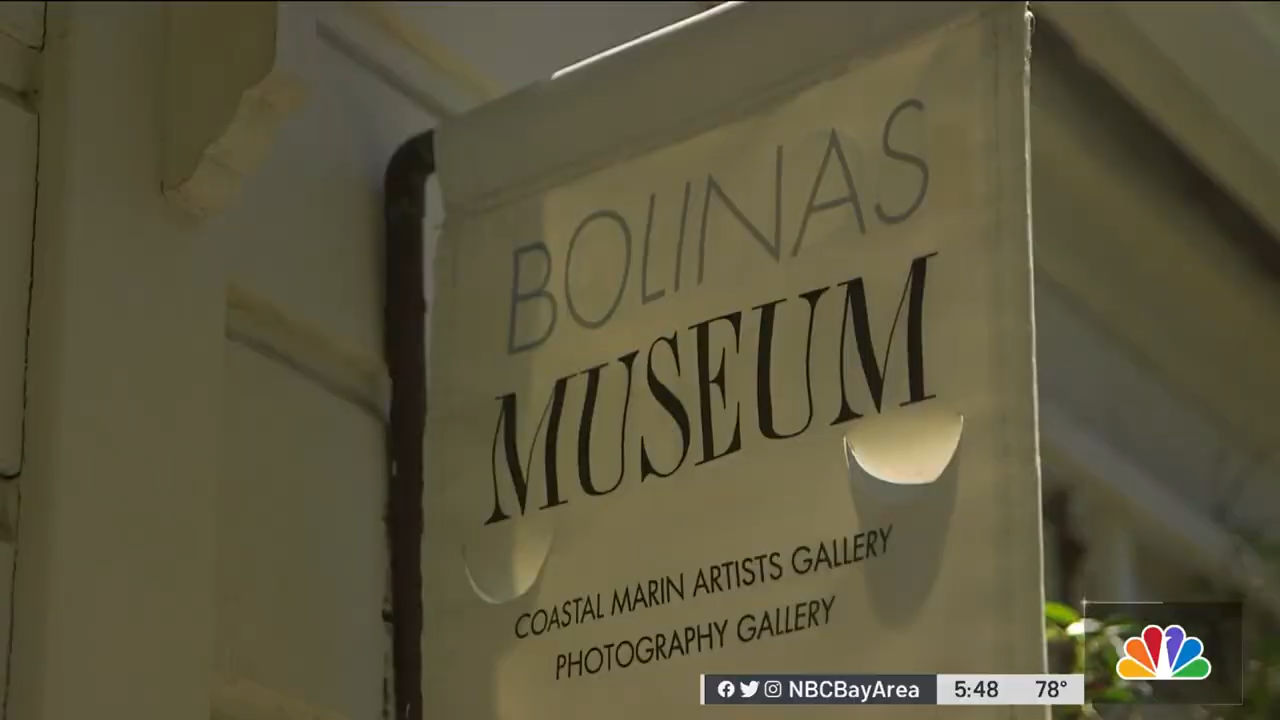 BOLINAS
MUSEUM
COASTAL MARIN ARTISTS GALLERY
PHOTOGRAPHY GALLERY
NBCBayArea 5:48 78°